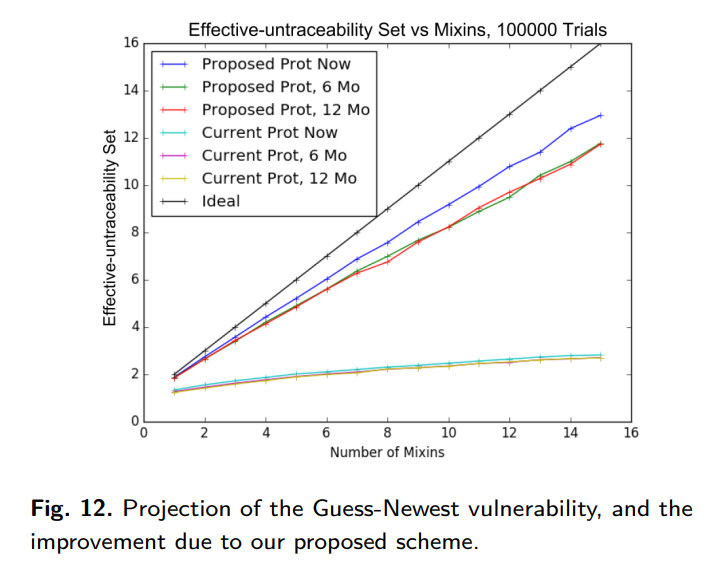 Effective-untraceability Set vs Mixins, 100000 Trials
16
14
12
10
8
6
4
2
0
Effective-untraceability Set
Proposed Prot Now
Proposed Prot, 6 Mo
Proposed Prot, 12 Mo
Current Prot Now
Current Prot, 6 Mo
Current Prot, 12 Mo
Ideal
0 2 4 6 8 10 12 14 16
Number of Mixins
Fig. 12. Projection of the Guess-Newest vulnerability, and the
improvement due to our proposed scheme.